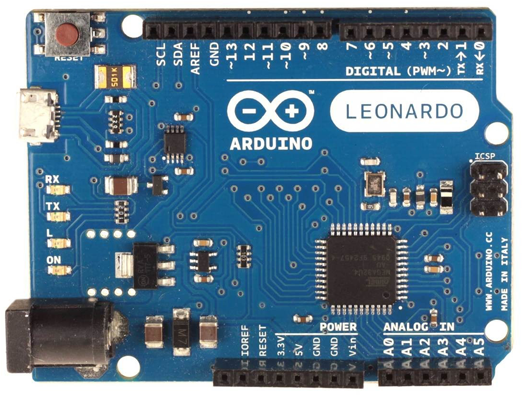 RESET
SCL
SDA
AREF
GND
~13
12
~11
~10
~9
8
7
~6
~5
4
~3
2
TX→1
RX←0
DIGITAL (PWM~)
501K
™
LEONARDO
ARDUINO
ICSP
RX
TX
L
ON
WWW.ARDUINO.CC
MADE IN ITALY
POWER
ANALOG IN
IOREF
RESET
3.3V
5V
GND
GND
Vin
A0
A1
A2
A3
A4
A5